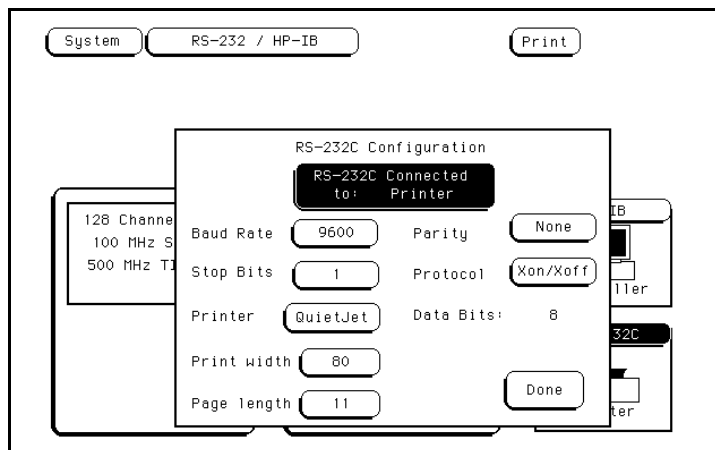 System RS-232 / HP-IB Print
RS-232C Configuration
RS-232C Connected
to: Printer
128 Channe
100 MHz S
500 MHz TI
Baud Rate 9600 Parity None
Stop Bits 1 Protocol Xon/Xoff
Printer QuietJet Data Bits: 8
Print width 80
Page length 11
Done
IB
ller
32C
ter